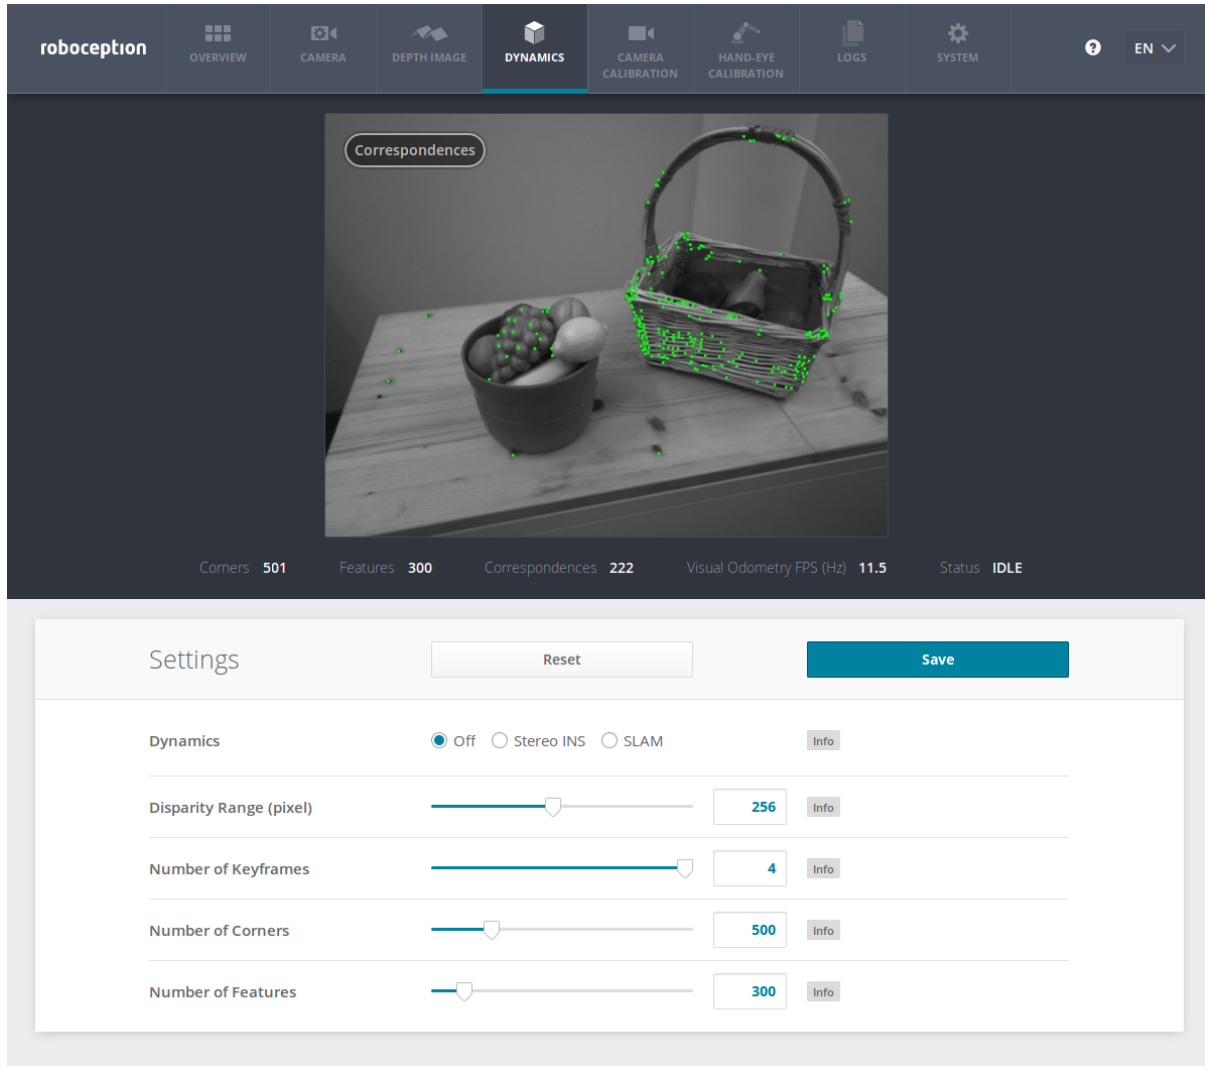 roboception
OVERVIEW
CAMERA
DEPTH IMAGE
DYNAMICS
CAMERA
CALIBRATION
HAND-EYE
CALIBRATION
LOGS
SYSTEM
?
EN
Correspondences
Corners 501 Features 300 Correspondences 222 Visual Odometry FPS (Hz) 11.5 Status IDLE
Settings Reset Save
Dynamics Off Stereo INS SLAM Info
Disparity Range (pixel) 256 Info
Number of Keyframes 4 Info
Number of Corners 500 Info
Number of Features 300 Info